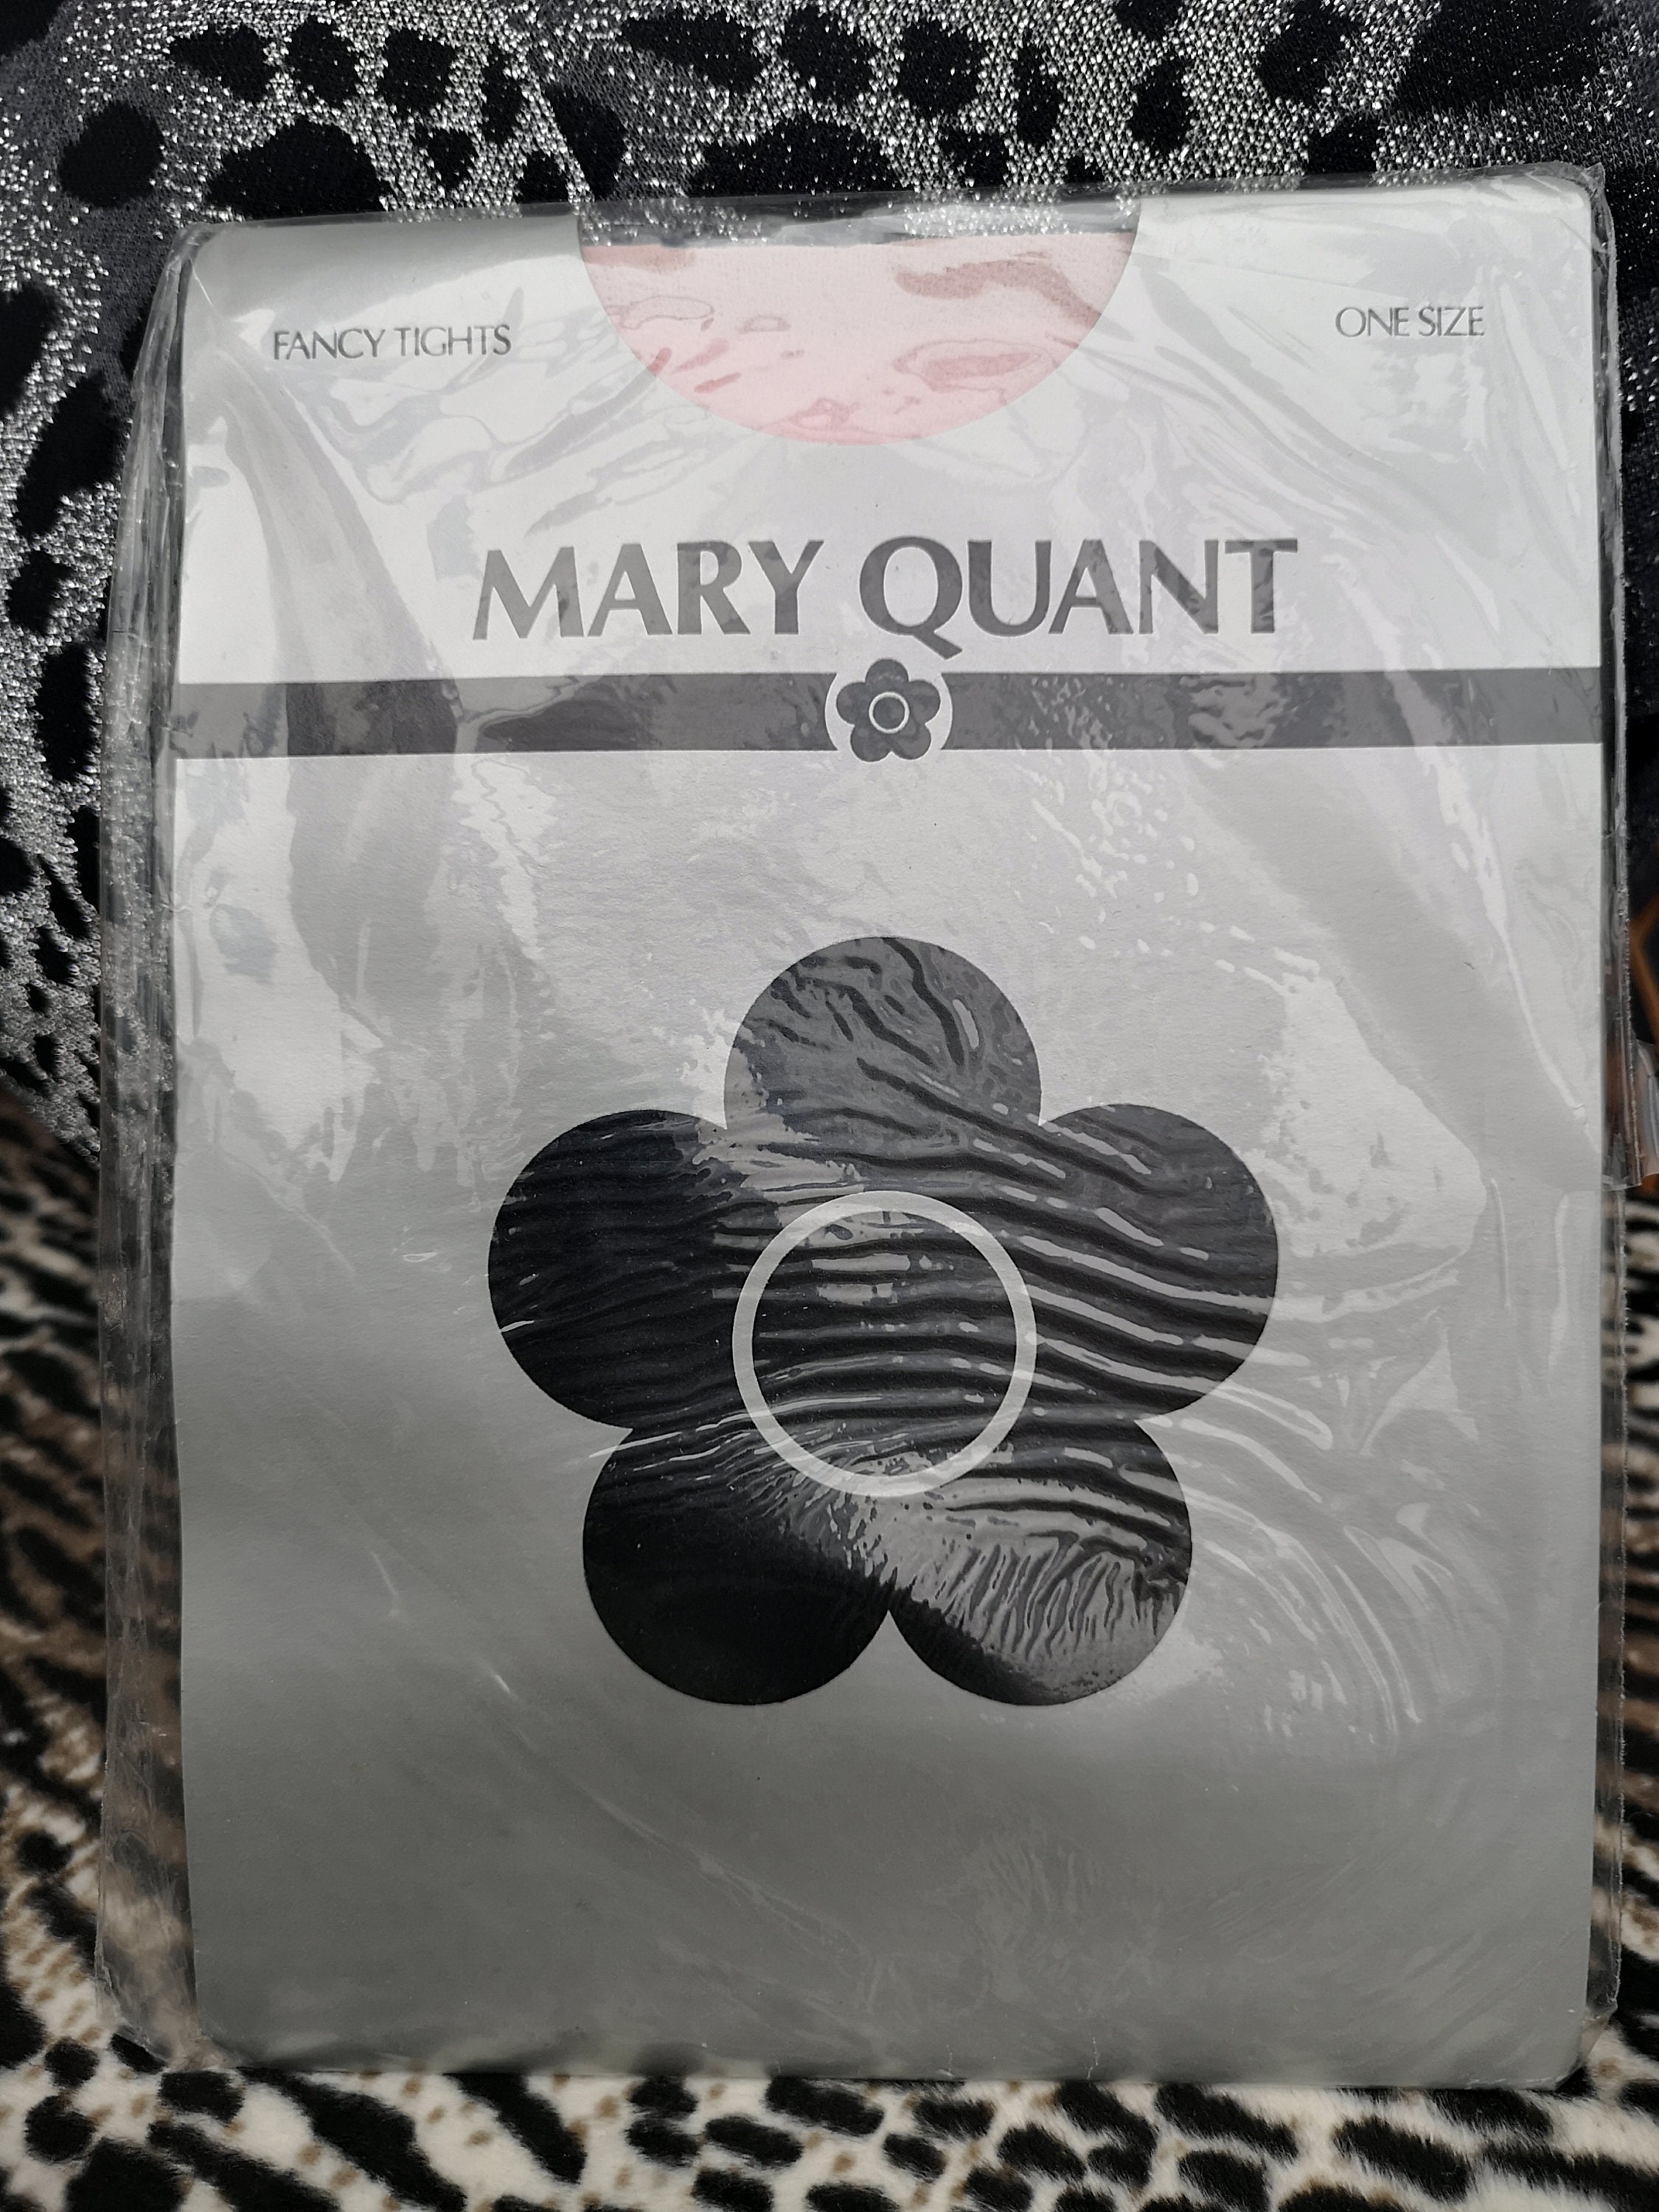 FANCY TIGHTS
ONE SIZE
MARY QUANT